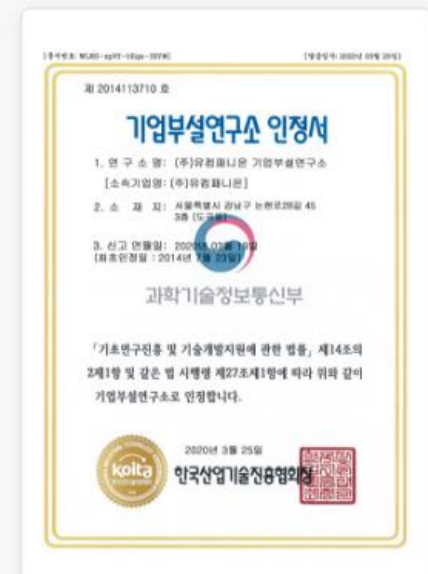 제 2014113710 호
기업부설연구소 인정서
1. 연 구 소 명: (주)유컴패니온 기업부설연구소
[소속기업명: (주)유컴패니온]
2. 소 재 지: 서울특별시 강남구 논현로28길 45
3층 (도곡동)
3. 신고 연월일: 2020년 03월 19일
(최초인정일 : 2014년 7월 23일)
과학기술정보통신부
「기초연구진흥 및 기술개발지원에 관한 법률」 제14조의
2제1항 및 같은 법 시행령 제27조제1항에 따라 위와 같이
기업부설연구소로 인정합니다.
2020년 3월 25일
koita
한국산업기술진흥협회장